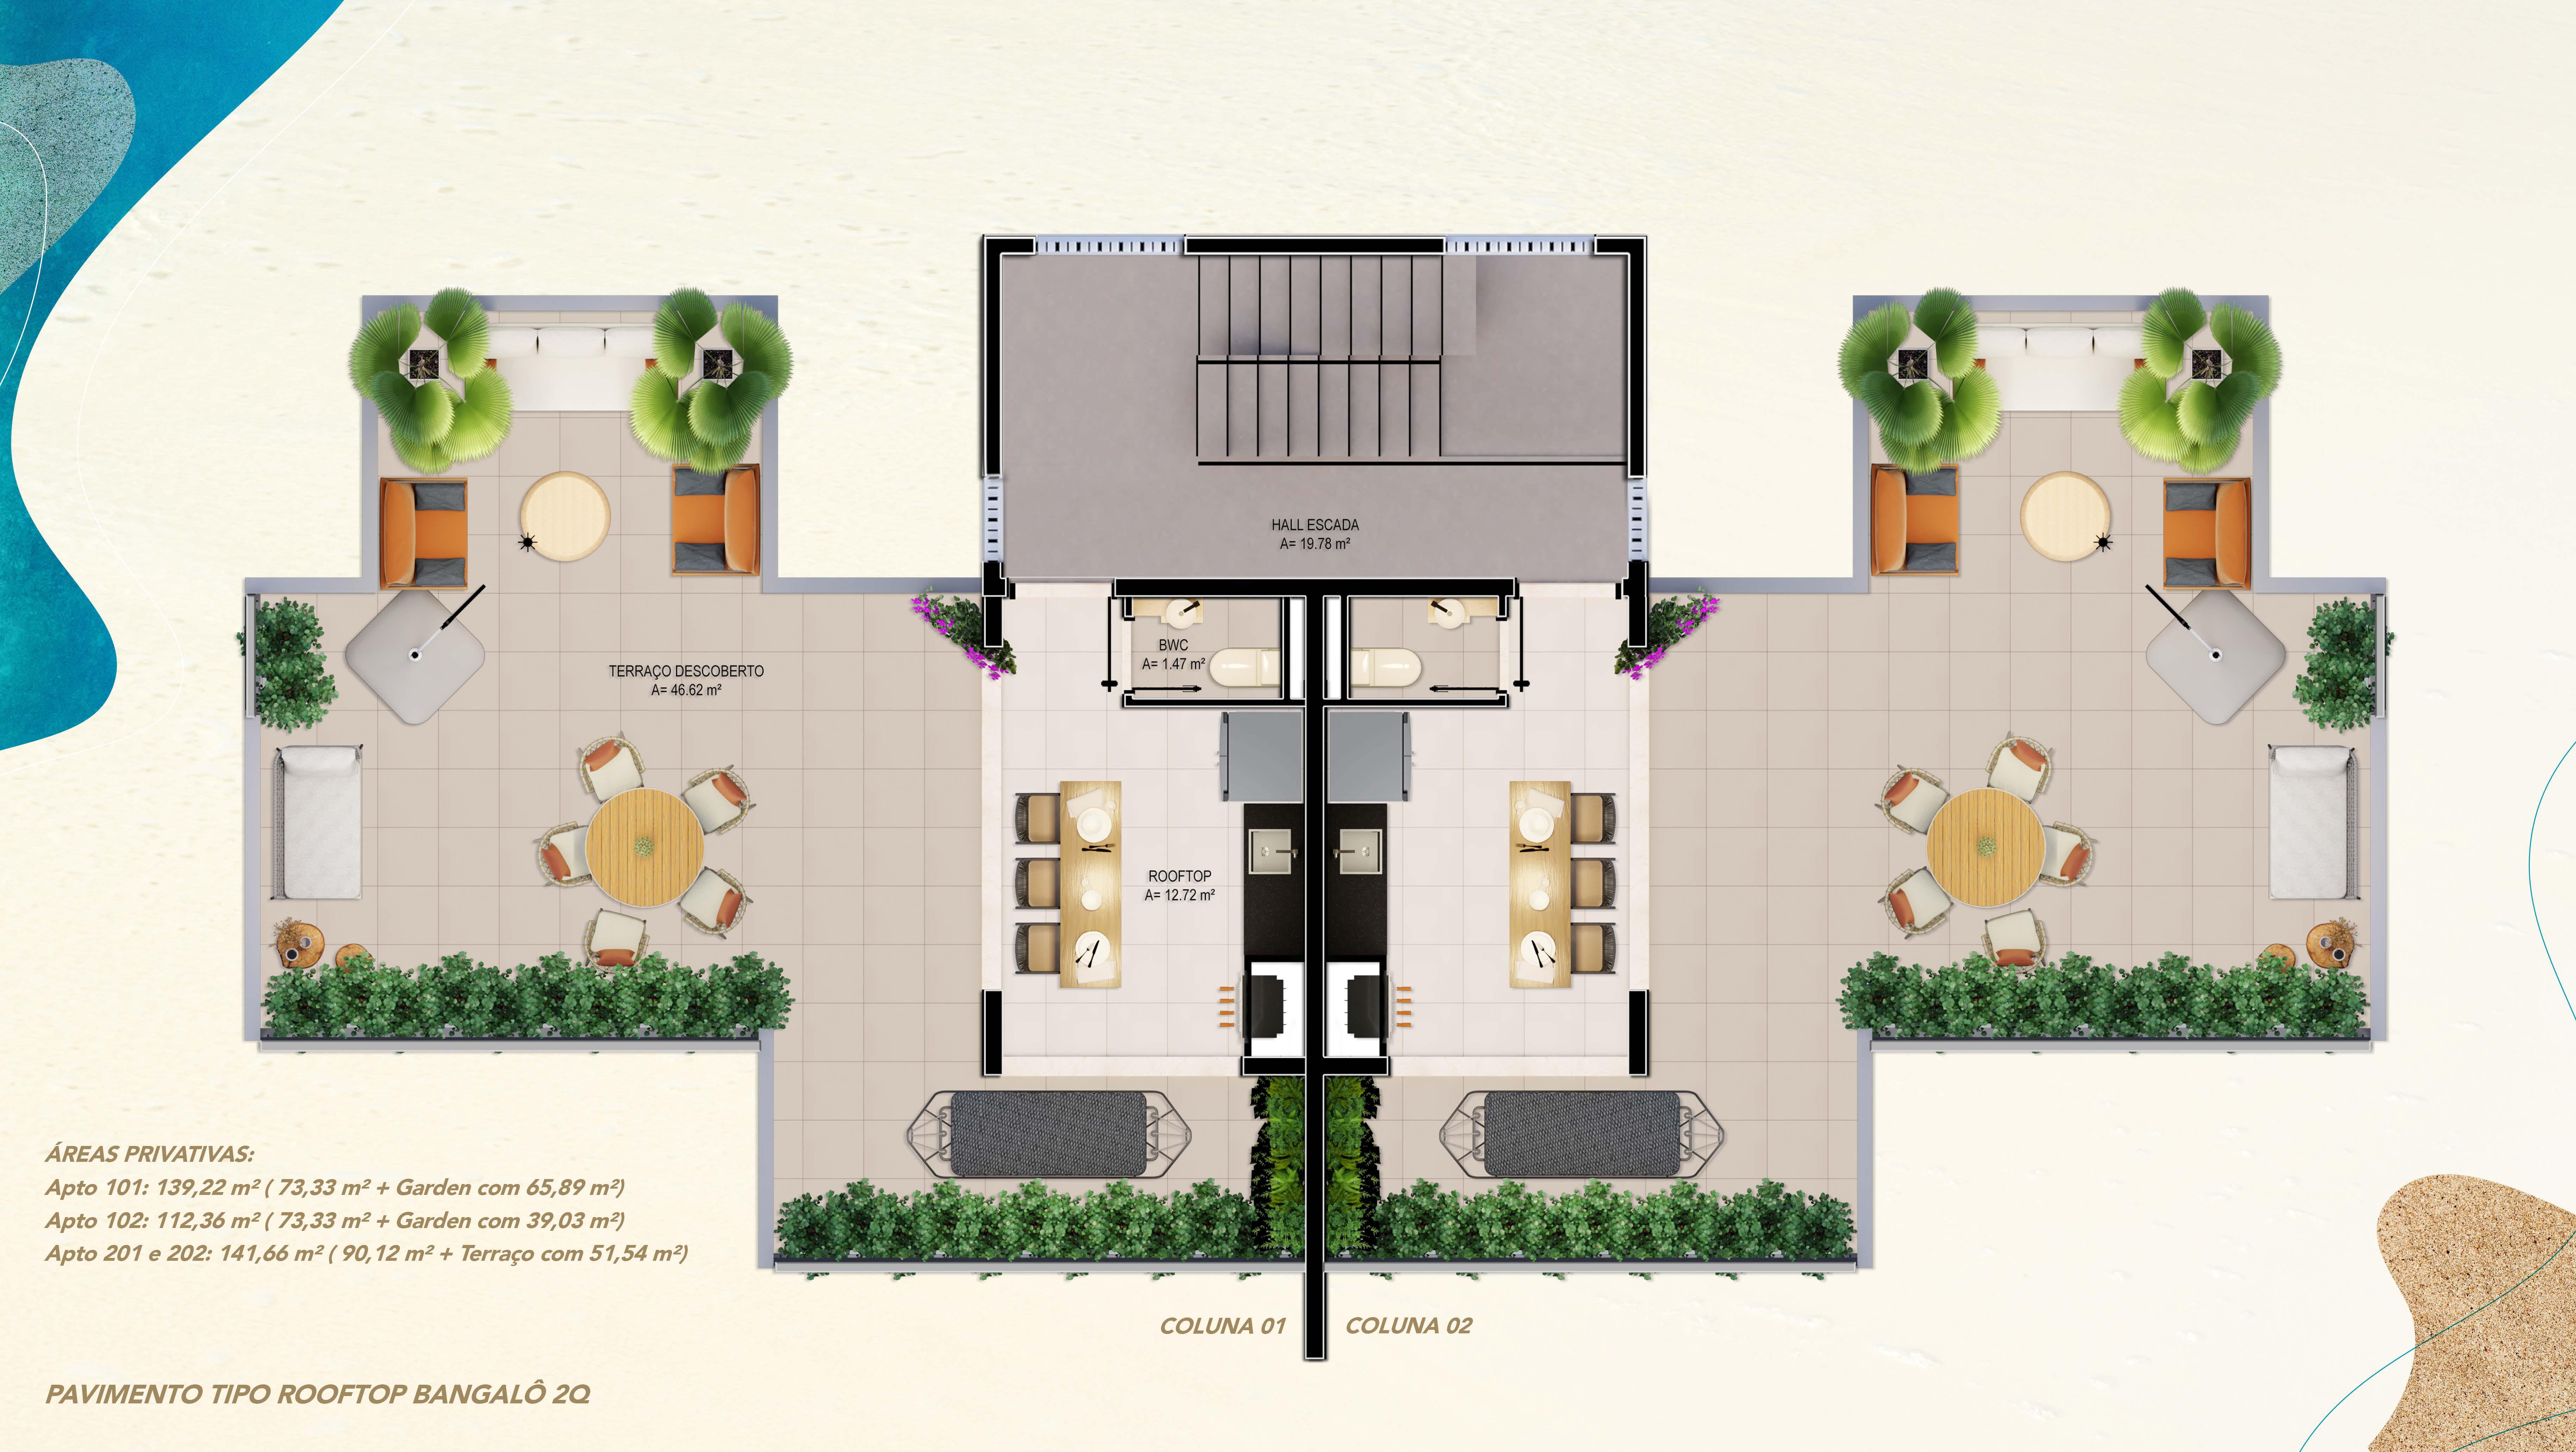 HALL ESCADA
A= 19.78 m²
BWC
A= 1.47 m²
TERRAÇO DESCOBERTO
A= 46.62 m²
ROOFTOP
A= 12.72 m²
ÁREAS PRIVATIVAS:
Apto 101: 139,22 m² ( 73,33 m² + Garden com 65,89 m²)
Apto 102: 112,36 m² ( 73,33 m² + Garden com 39,03 m²)
Apto 201 e 202: 141,66 m² ( 90,12 m² + Terraço com 51,54 m²)
COLUNA 01
COLUNA 02
PAVIMENTO TIPO ROOFTOP BANGALÔ 2Q